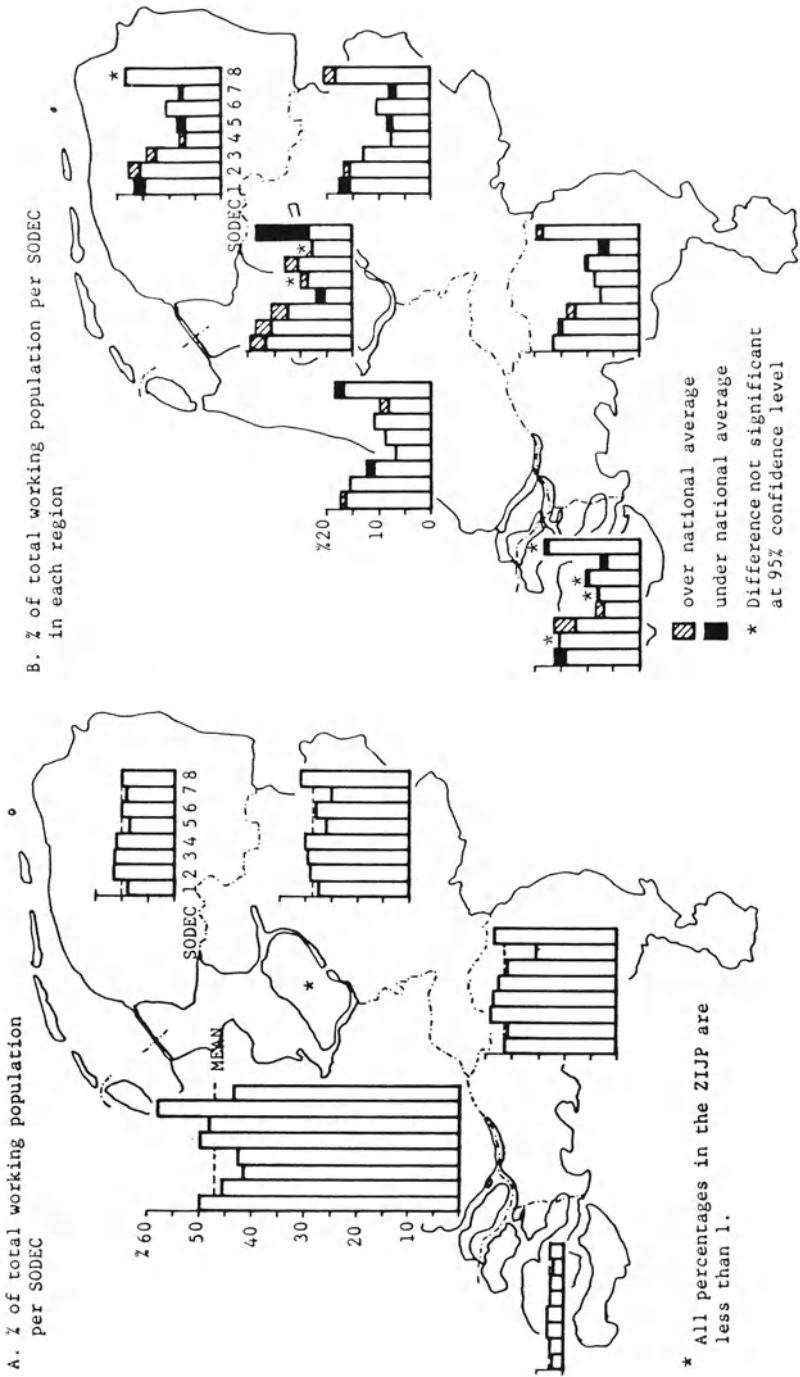 A. % of total working population
per SODEC
% 60
50
40
30
20
10
MEAN
SODEC 1 2 3 4 5 6 7 8
*
* All percentages in the ZIJP are
less than 1.
B. % of total working population per SODEC
in each region
*
SODEC 1 2 3 4 5 6 7 8
* *
%20
10
0
* * * *
over national average
under national average
* Difference not significant
at 95% confidence level